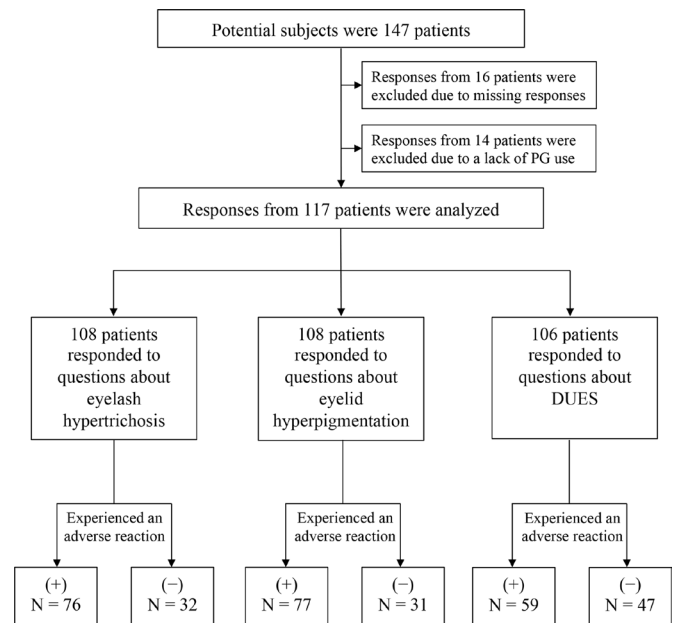 Potential subjects were 147 patients
Responses from 16 patients were
excluded due to missing responses
Responses from 14 patients were
excluded due to a lack of PG use
Responses from 117 patients were analyzed
108 patients
responded to
questions about
eyelash
hypertrichosis
108 patients
responded to
questions about
eyelid
hyperpigmentation
106 patients
responded to
questions about
DUES
Experienced an
adverse reaction
Experienced an
adverse reaction
Experienced an
adverse reaction
(+)
N = 76
(−)
N = 32
(+)
N = 77
(−)
N = 31
(+)
N = 59
(−)
N = 47